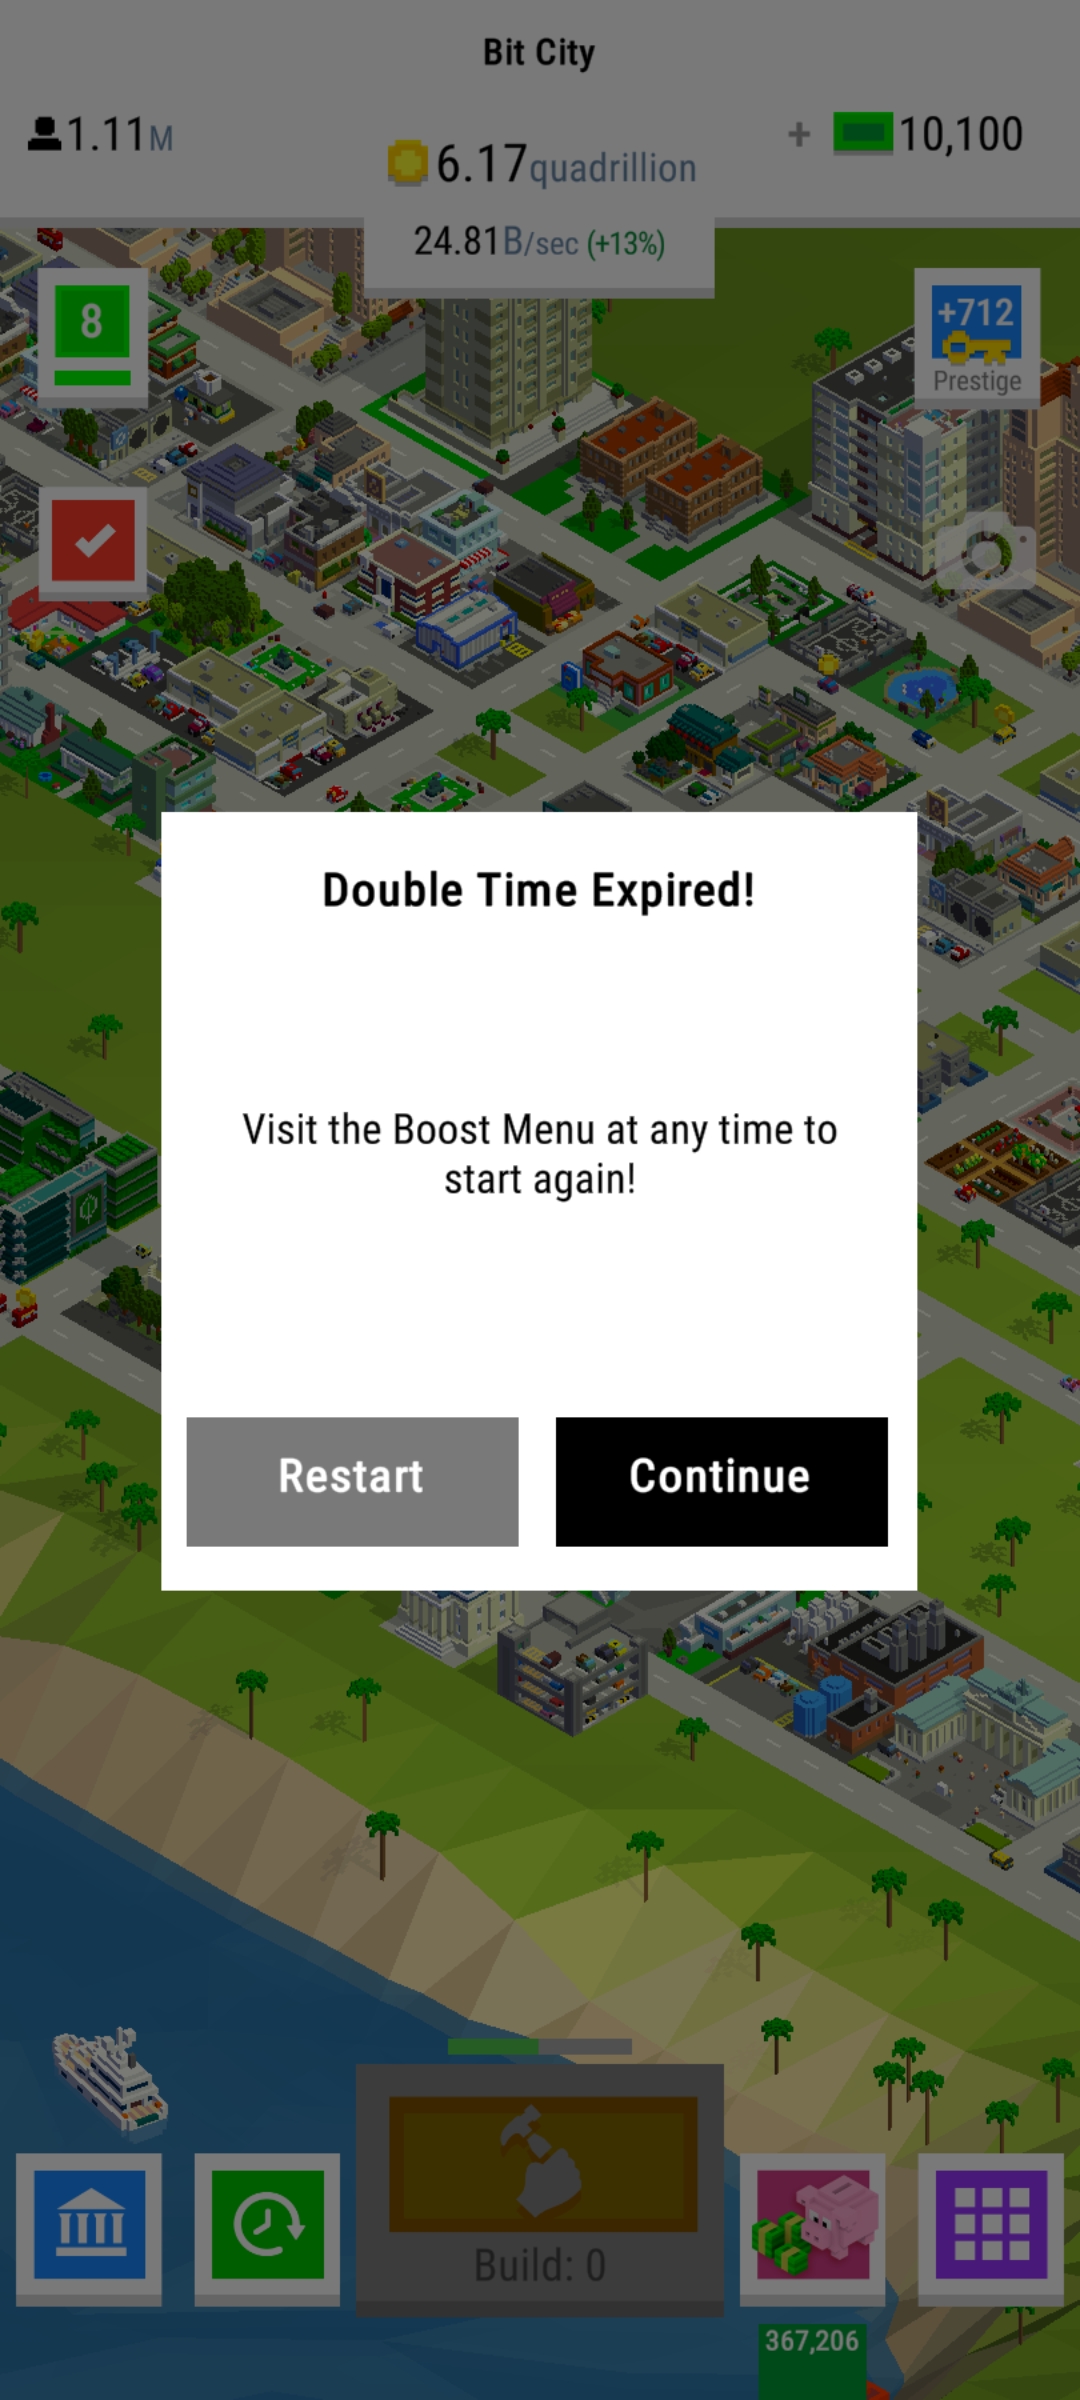 Bit City
1.11M
6.17quadrillion
+ 10,100
24.81B/sec (+13%)
8
+712
Prestige
Double Time Expired!
Visit the Boost Menu at any time to
start again!
Restart
Continue
Build: 0
367,206